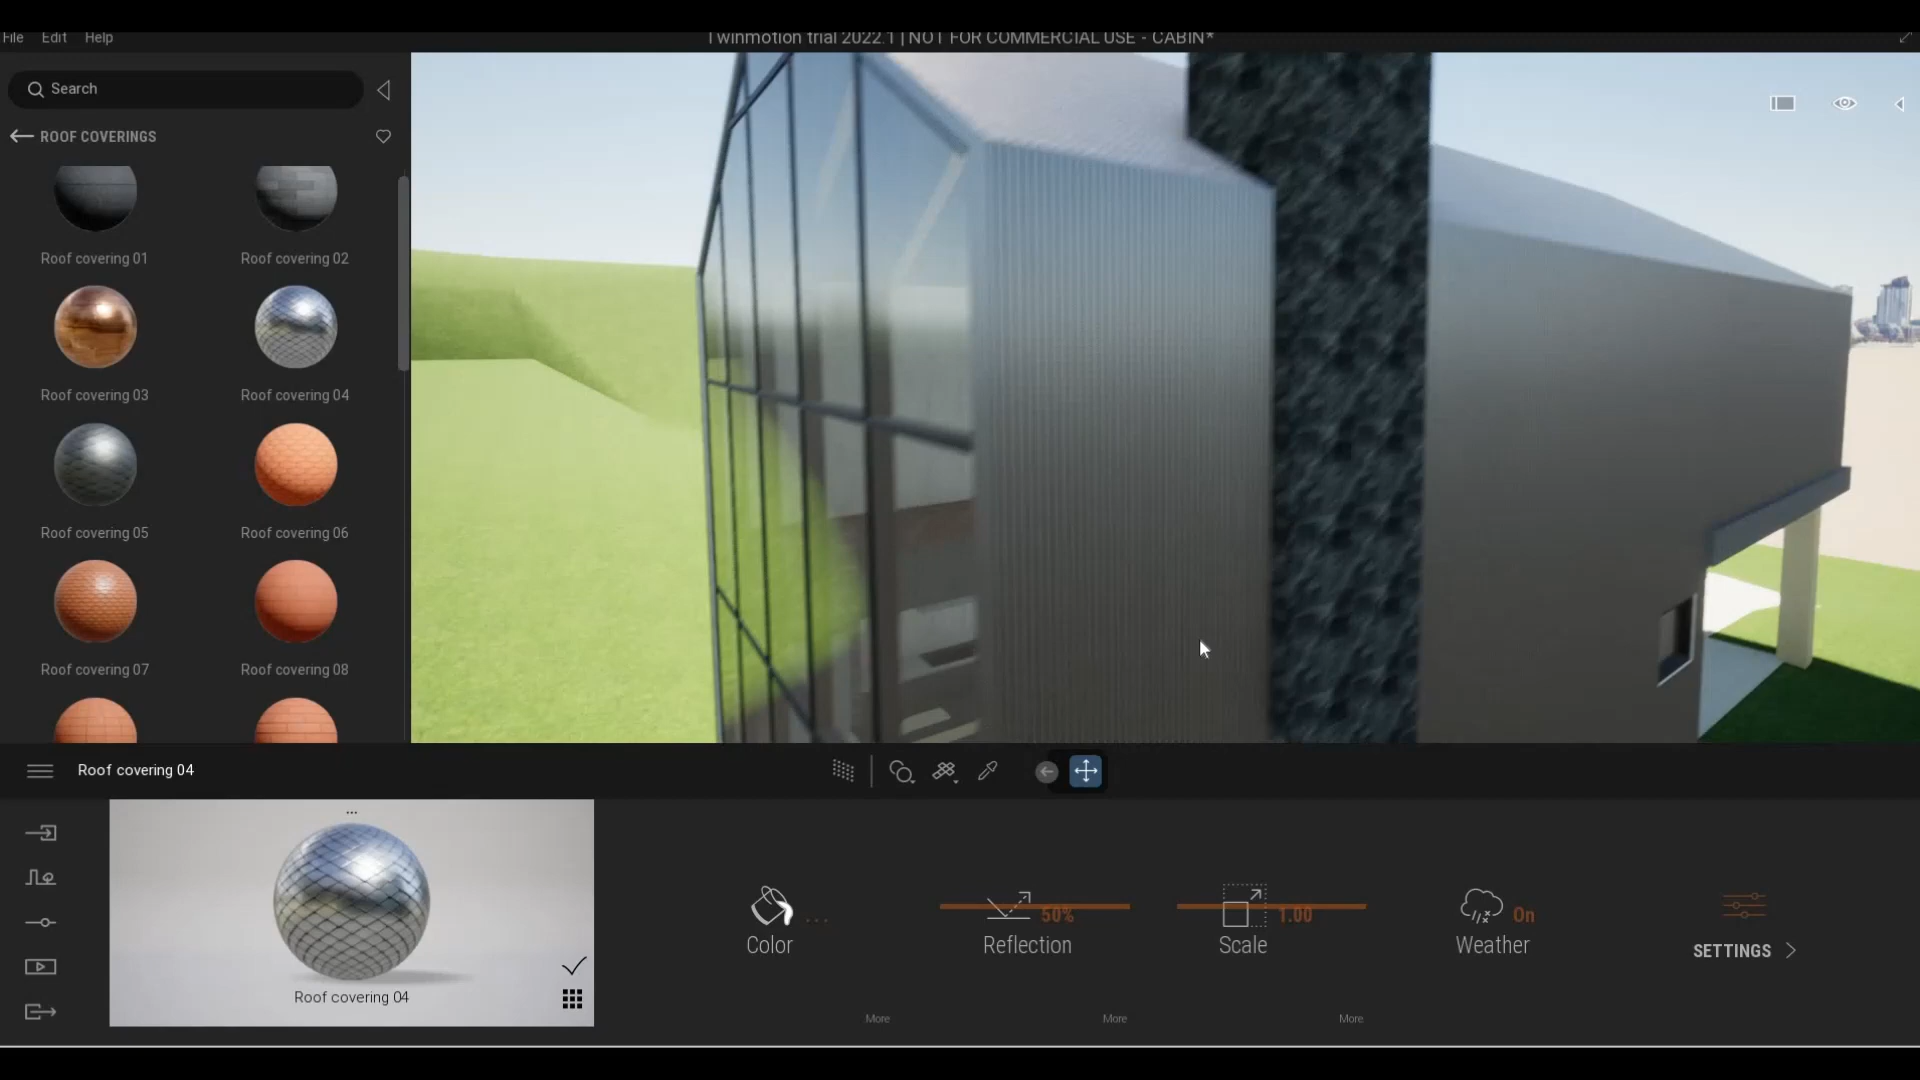 File Edit Help
Twinmotion trial 2022.1 | NOT FOR COMMERCIAL USE - CABIN*
Search
ROOF COVERINGS
Roof covering 01
Roof covering 02
Roof covering 03
Roof covering 04
Roof covering 05
Roof covering 06
Roof covering 07
Roof covering 08
Roof covering 04
...
Roof covering 04
Color
...
50%
Reflection
1.00
Scale
On
Weather
SETTINGS
More
More
More